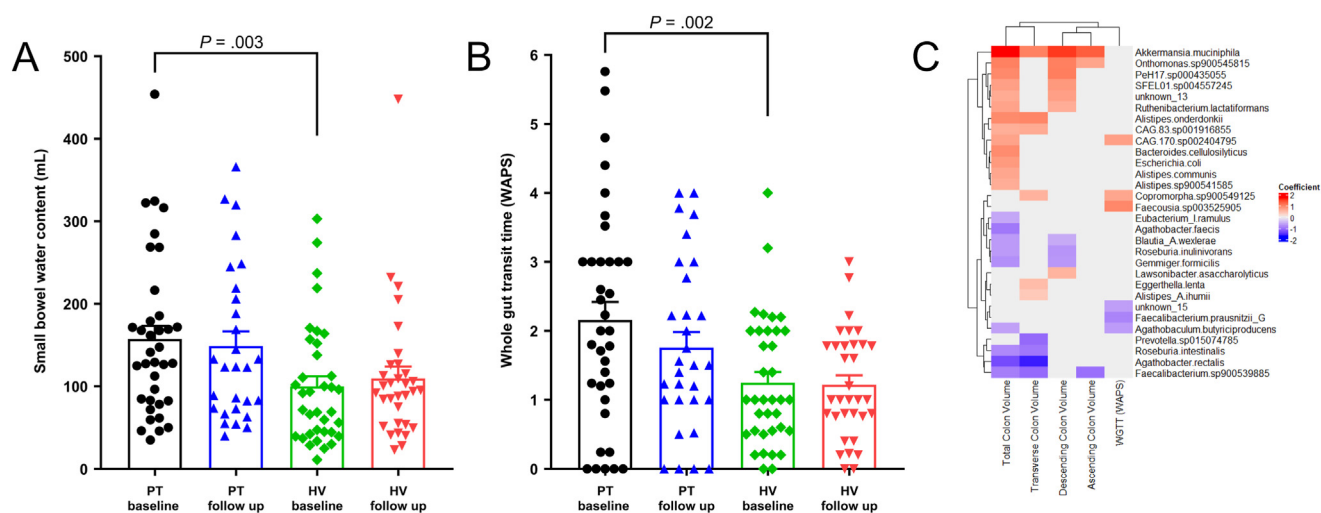 A
P = .003
Small bowel water content (mL)
500
400
300
200
100
0
PT
baseline
PT
follow up
HV
baseline
HV
follow up
B
P = .002
Whole gut transit time (WAPS)
6
5
4
3
2
1
0
PT
baseline
PT
follow up
HV
baseline
HV
follow up
C
Akkermansia.muciniphila
Onthomonas.sp900545815
PeH17.sp000435055
SFEL01.sp004557245
unknown_13
Ruthenibacterium.lactatiformans
Alistipes.onderdonkii
CAG.83.sp001916855
CAG.170.sp002404795
Bacteroides.cellulosilyticus
Escherichia.coli
Alistipes.communis
Alistipes.sp900541585
Copromorpha.sp900549125
Faecousia.sp003525905
Eubacterium_I.ramulus
Agathobacter.faecis
Blautia_A.wexlerae
Roseburia.inulinivorans
Gemmiger.formicilis
Lawsonibacter.asaccharolyticus
Eggerthella.lenta
Alistipes_A.ihumii
unknown_15
Faecalibacterium.prausnitzii_G
Agathobaculum.butyriciproducens
Prevotella.sp015074785
Roseburia.intestinalis
Agathobacter.rectalis
Faecalibacterium.sp900539885
Total Colon Volume
Transverse Colon Volume
Descending Colon Volume
Ascending Colon Volume
WGTT (WAPS)
Coefficient
2
1
0
-1
-2